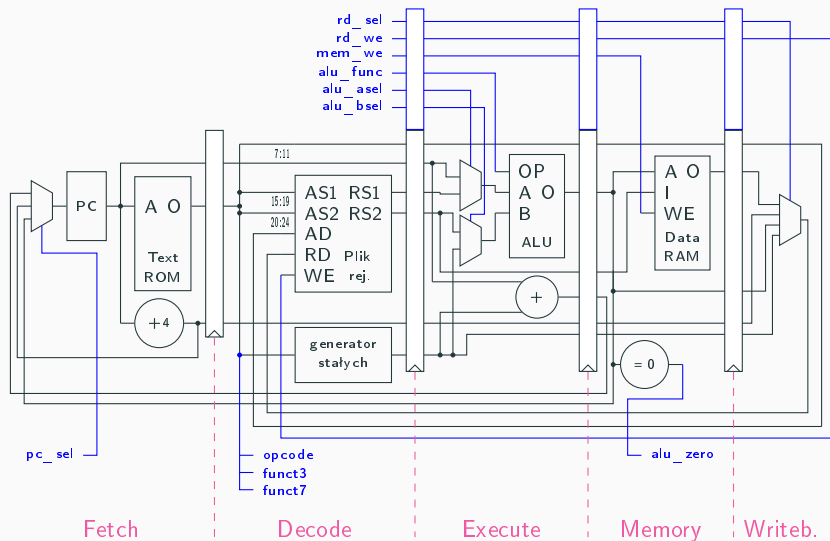 rd_sel
rd_we
mem_we
alu_func
alu_asel
alu_bsel
7:11
15:19
20:24
PC
A O
Text
ROM
+4
AS1 RS1
AS2 RS2
AD
RD Plik
WE rej.
generator
stałych
OP
A O
B
ALU
+
A O
I
WE
Data
RAM
= 0
pc_sel
opcode
funct3
funct7
alu_zero
Fetch
Decode
Execute
Memory
Writeb.